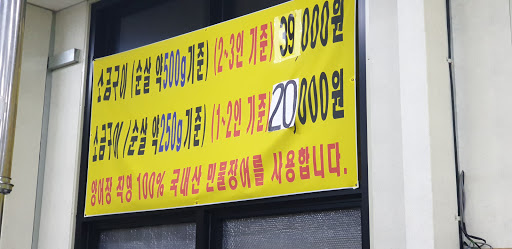 소금구이 (순살 약500g기준) (2~3인 기준) 39,000원
소금구이 (순살 약250g기준) (1~2인 기준) 20,000원
양어장 직영 100% 국내산 민물장어를 사용합니다.